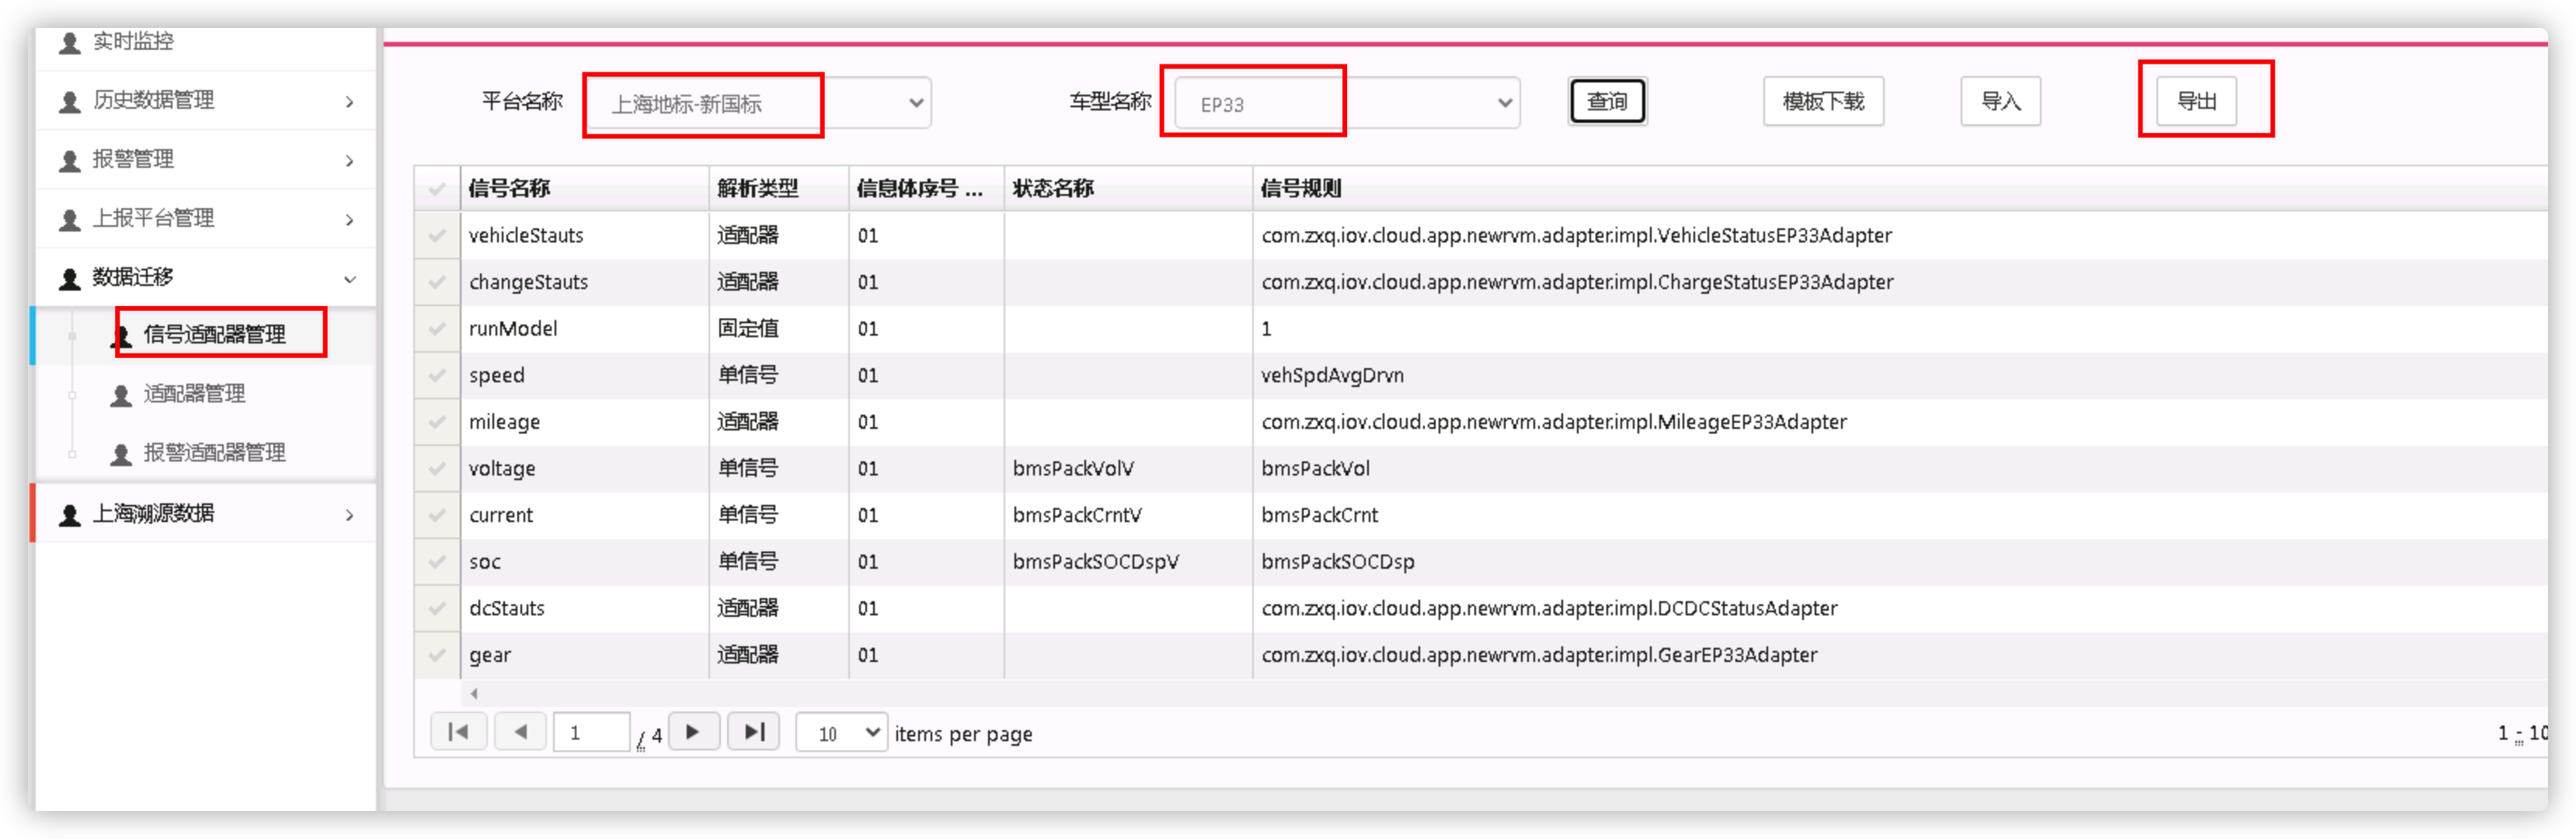 实时监控
历史数据管理
报警管理
上报平台管理
数据迁移
信号适配器管理
适配器管理
报警适配器管理
上海溯源数据
平台名称 上海地标-新国标 车型名称 EP33 查询 模板下载 导入 导出
信号名称 解析类型 信息体序号 ... 状态名称 信号规则
vehicleStauts 适配器 01 com.zxq.iov.cloud.app.newrvm.adapter.impl.VehicleStatusEP33Adapter
changeStauts 适配器 01 com.zxq.iov.cloud.app.newrvm.adapter.impl.ChargeStatusEP33Adapter
runModel 固定值 01 1
speed 单信号 01 vehSpdAvgDrvn
mileage 适配器 01 com.zxq.iov.cloud.app.newrvm.adapter.impl.MileageEP33Adapter
voltage 单信号 01 bmsPackVolV bmsPackVol
current 单信号 01 bmsPackCrntV bmsPackCrnt
soc 单信号 01 bmsPackSOCDspV bmsPackSOCDsp
dcStauts 适配器 01 com.zxq.iov.cloud.app.newrvm.adapter.impl.DCDCStatusAdapter
gear 适配器 01 com.zxq.iov.cloud.app.newrvm.adapter.impl.GearEP33Adapter
1 / 4 10 items per page 1 - 10